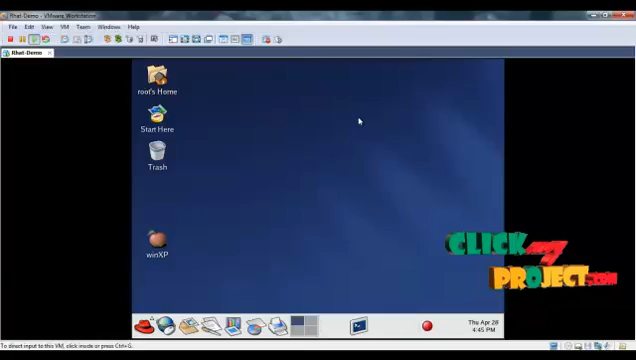 Rhat-Demo - VMware Workstation
File Edit View VM Team Windows Help
Rhat-Demo
root's Home
Start Here
Trash
winXP
CLICK
MY
PROJECT.COM
Thu Apr 28
4:45 PM
To direct input to this VM, click inside or press Ctrl+G.